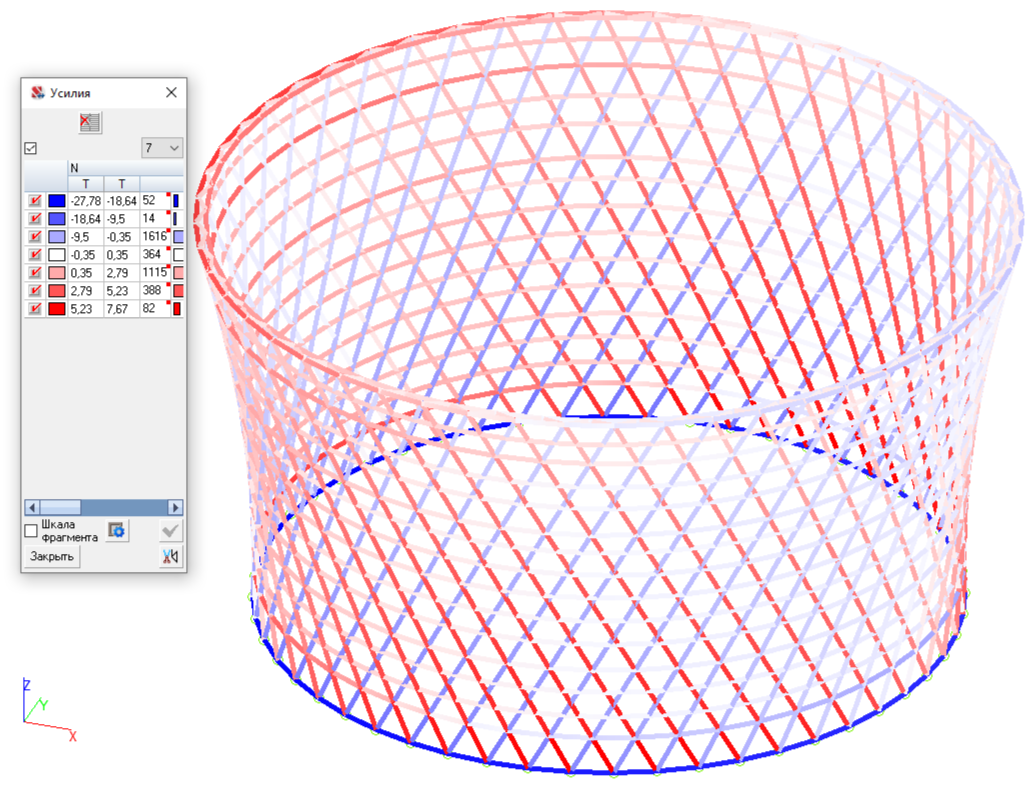 Усилия
7
N
T T
-27,78 -18,64 52
-18,64 -9,5 14
-9,5 -0,35 1616
-0,35 0,35 364
0,35 2,79 1115
2,79 5,23 388
5,23 7,67 82
Шкала
фрагмента
Закрыть
Z
Y
X